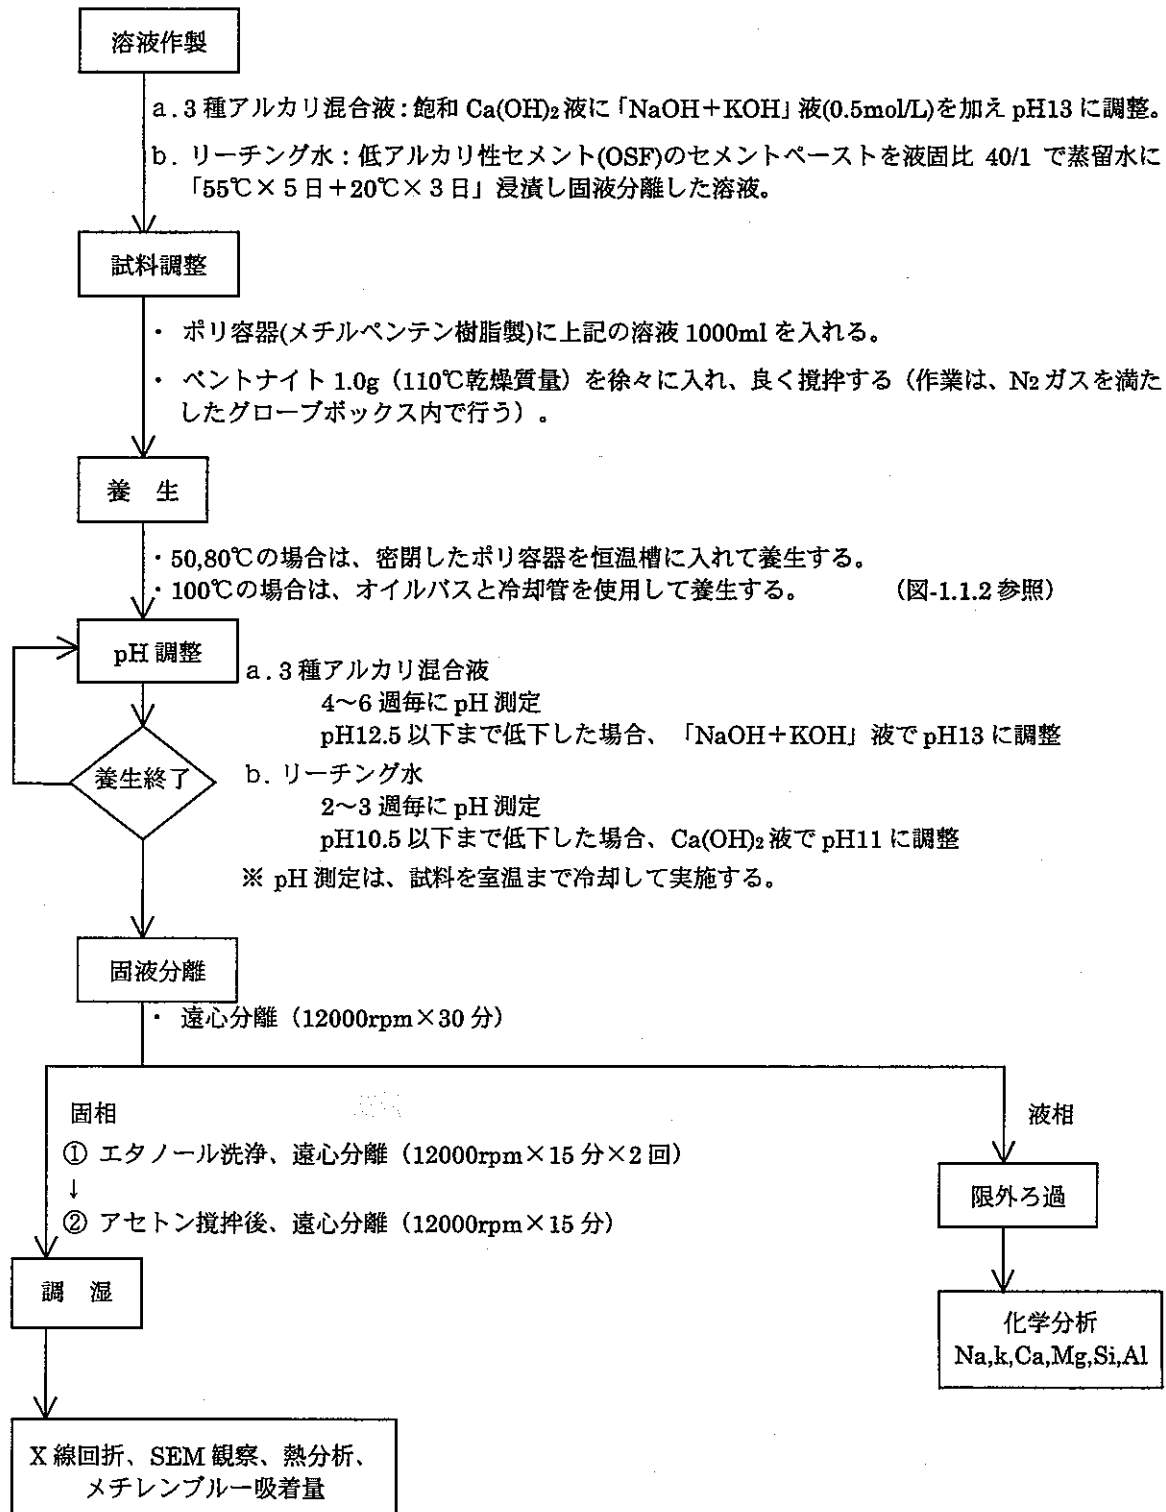 溶液作製
a．3種アルカリ混合液：飽和 Ca(OH)2液に「NaOH＋KOH」液(0.5mol/L)を加え pH13に調整。
b．リーチング水：低アルカリ性セメント(OSF)のセメントペーストを液固比 40/1 で蒸留水に
「55℃×５日＋20℃×３日」浸漬し固液分離した溶液。
試料調整
・ ポリ容器(メチルペンテン樹脂製)に上記の溶液 1000ml を入れる。
・ ベントナイト 1.0g（110℃乾燥質量）を徐々に入れ、良く撹拌する（作業は、N2ガスを満た
したグローブボックス内で行う）。
養 生
・50,80℃の場合は、密閉したポリ容器を恒温槽に入れて養生する。
・100℃の場合は、オイルバスと冷却管を使用して養生する。 （図-1.1.2参照）
pH 調整
a．3種アルカリ混合液
4～6 週毎に pH 測定
pH12.5 以下まで低下した場合、「NaOH＋KOH」液で pH13 に調整
養生終了
b．リーチング水
2～3 週毎に pH 測定
pH10.5 以下まで低下した場合、Ca(OH)2 液で pH11 に調整
※ pH 測定は、試料を室温まで冷却して実施する。
固液分離
・ 遠心分離（12000rpm×30 分）
固相
液相
① エタノール洗浄、遠心分離（12000rpm×15 分×2 回）
↓
② アセトン撹拌後、遠心分離（12000rpm×15 分）
限外ろ過
調 湿
化学分析
Na,k,Ca,Mg,Si,Al
X 線回折、SEM 観察、熱分析、
メチレンブルー吸着量